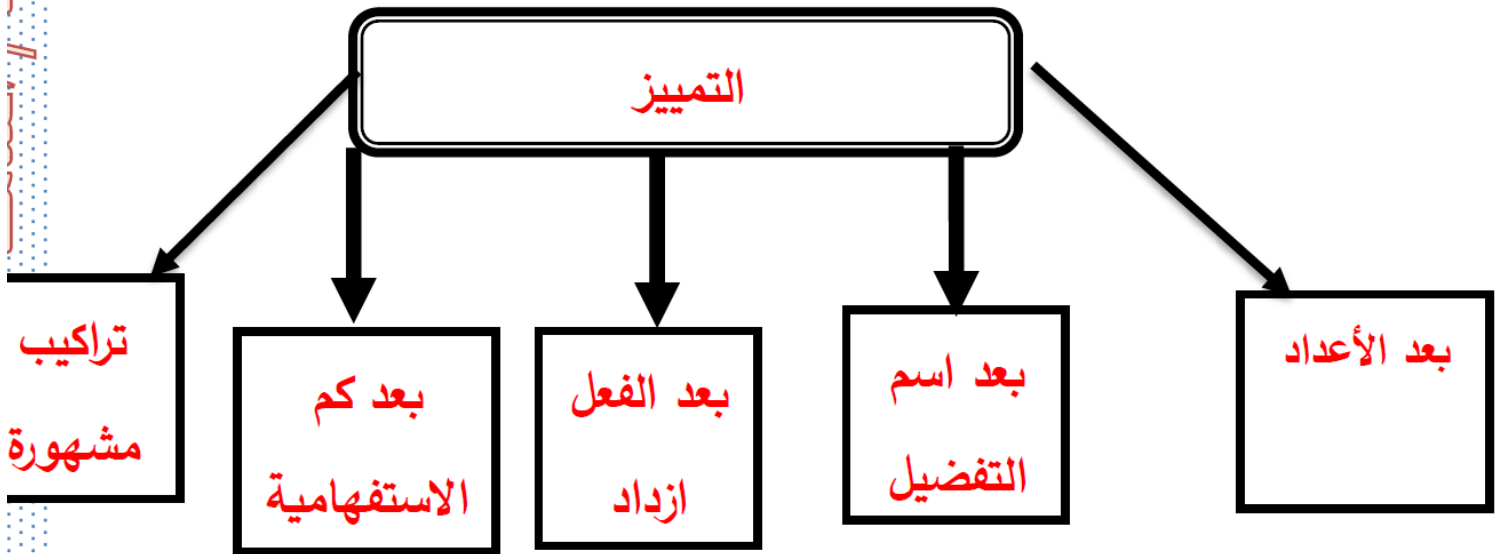 التمييز
بعد الأعداد
بعد اسم
التفضيل
بعد الفعل
ازداد
بعد كم
الاستفهامية
تراكيب
مشهورة